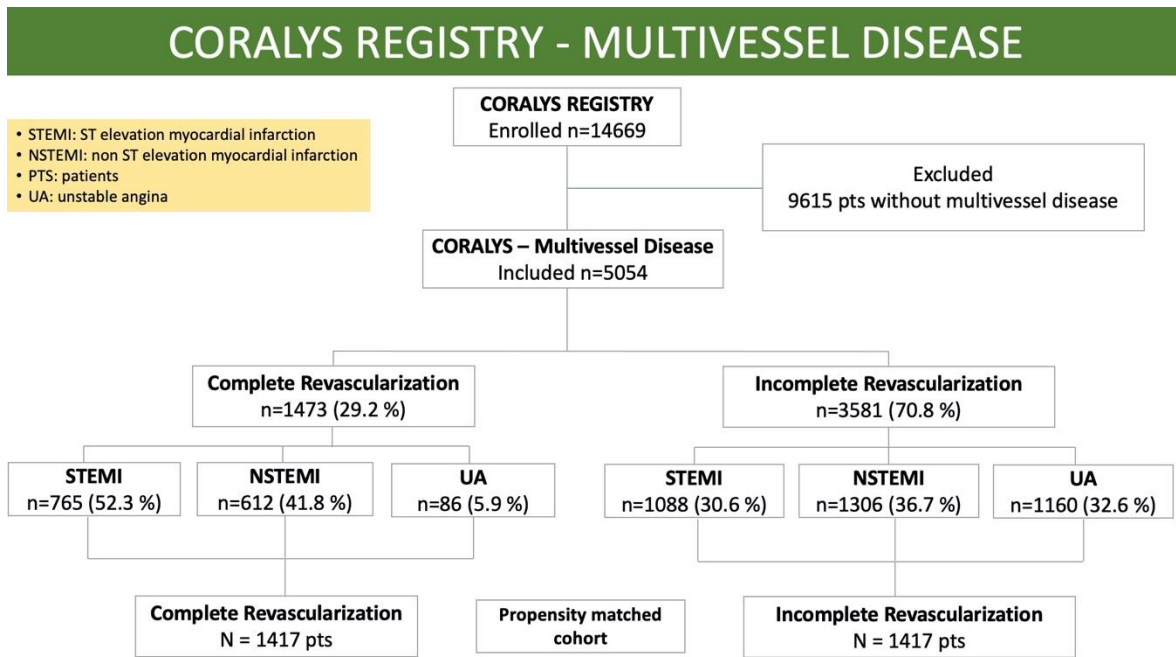 CORALYS REGISTRY - MULTIVESSEL DISEASE
CORALYS REGISTRY
Enrolled n=14669
• STEMI: ST elevation myocardial infarction
• NSTEMI: non ST elevation myocardial infarction
• PTS: patients
• UA: unstable angina
Excluded
9615 pts without multivessel disease
CORALYS – Multivessel Disease
Included n=5054
Complete Revascularization
n=1473 (29.2 %)
Incomplete Revascularization
n=3581 (70.8 %)
STEMI
n=765 (52.3 %)
NSTEMI
n=612 (41.8 %)
UA
n=86 (5.9 %)
STEMI
n=1088 (30.6 %)
NSTEMI
n=1306 (36.7 %)
UA
n=1160 (32.6 %)
Complete Revascularization
N = 1417 pts
Propensity matched
cohort
Incomplete Revascularization
N = 1417 pts